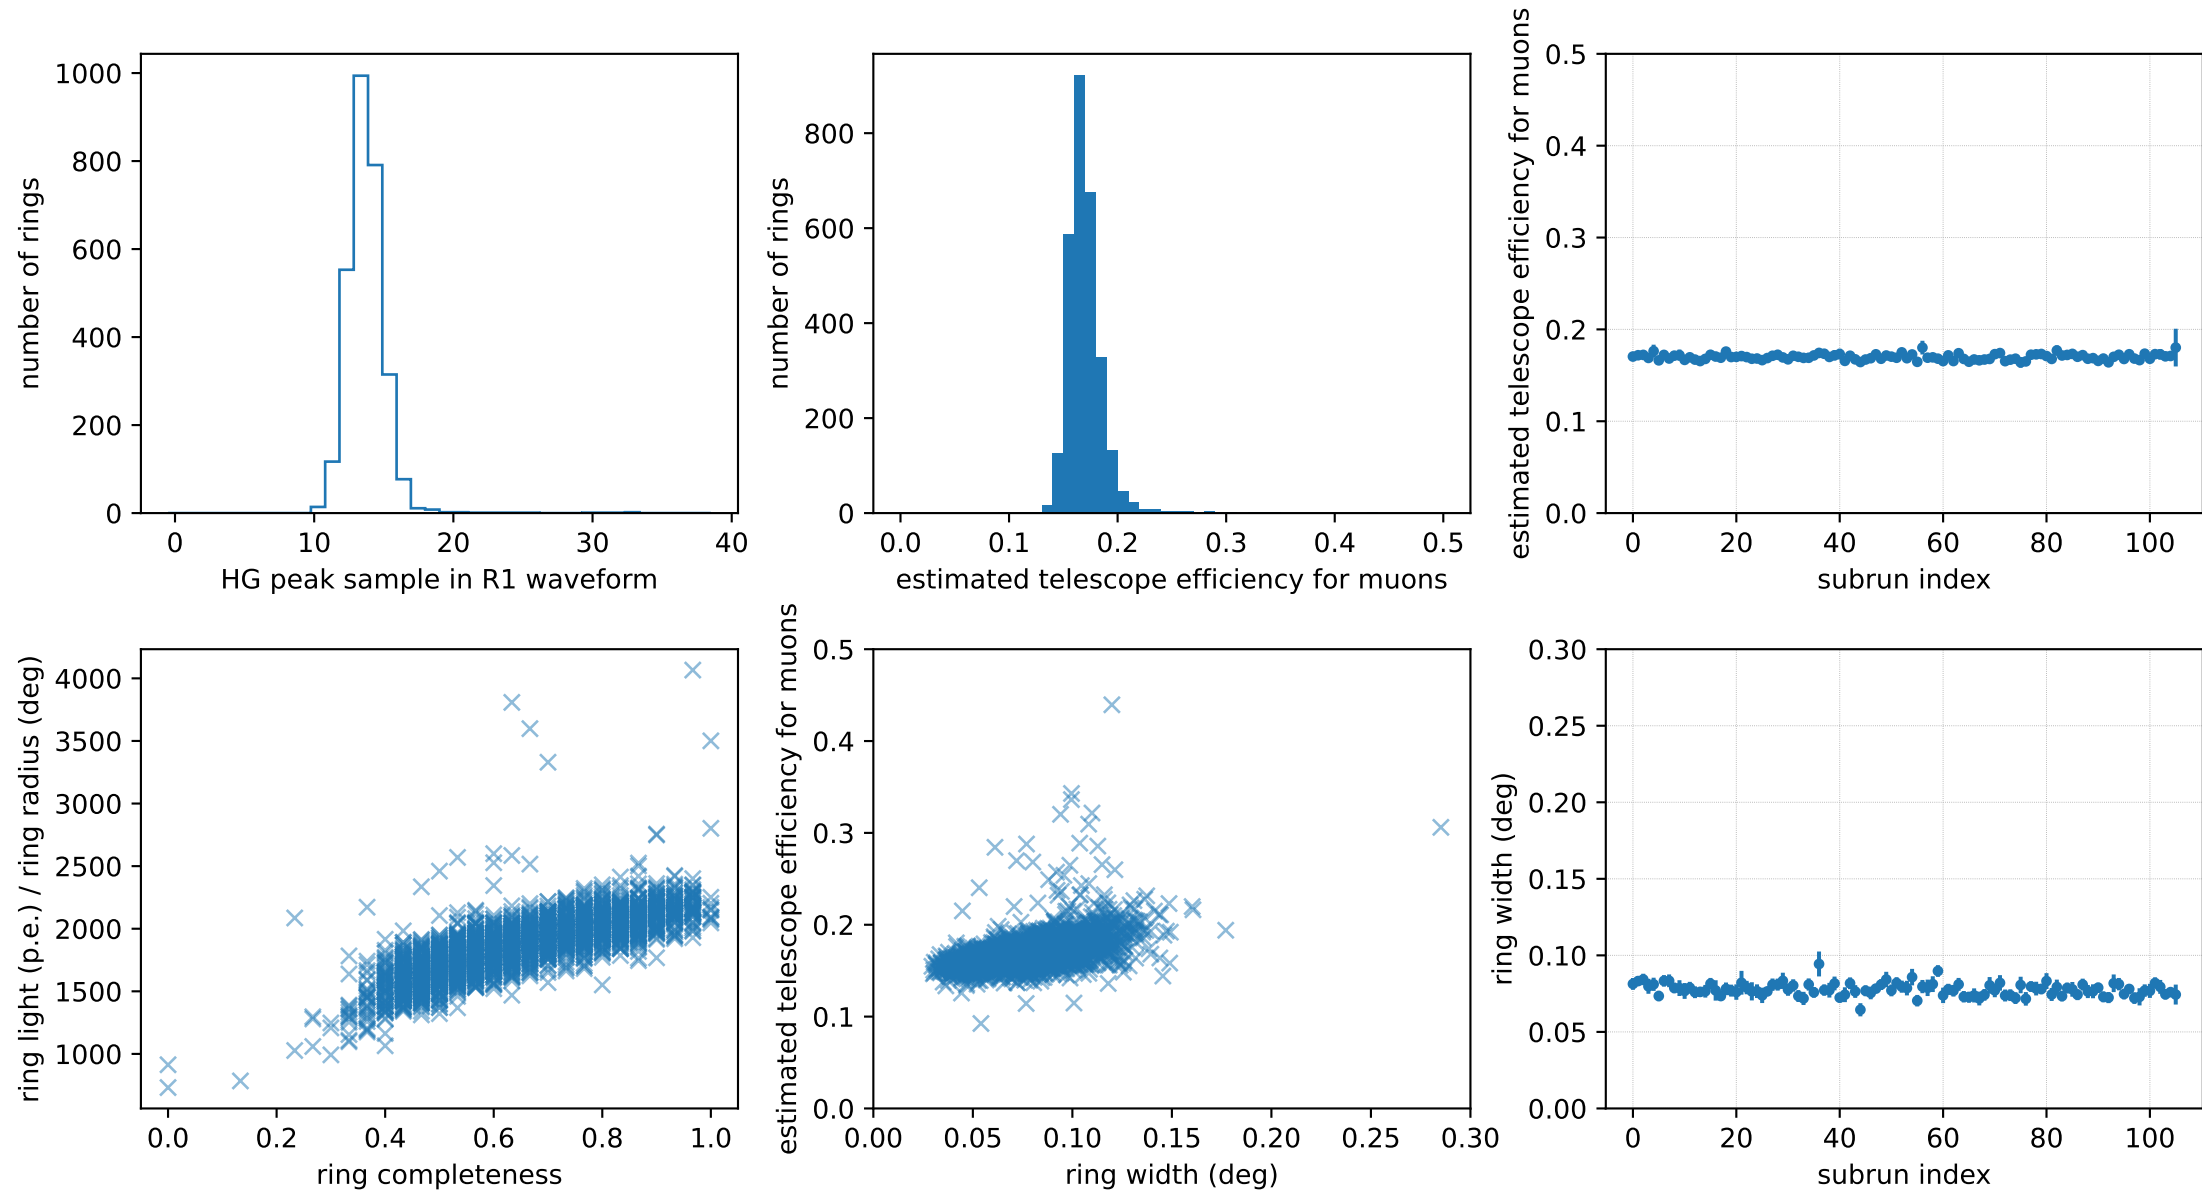 1000
800
600
400
200
0
number of rings
0 10 20 30 40
HG peak sample in R1 waveform
800
600
400
200
0
number of rings
0.0 0.1 0.2 0.3 0.4 0.5
estimated telescope efficiency for muons
0.5
0.4
0.3
0.2
0.1
0.0
estimated telescope efficiency for muons
0 20 40 60 80 100
subrun index
4000
3500
3000
2500
2000
1500
1000
ring light (p.e.) / ring radius (deg)
0.0 0.2 0.4 0.6 0.8 1.0
ring completeness
0.5
0.4
0.3
0.2
0.1
0.0
estimated telescope efficiency for muons
0.00 0.05 0.10 0.15 0.20 0.25 0.30
ring width (deg)
0.30
0.25
0.20
0.15
0.10
0.05
0.00
ring width (deg)
0 20 40 60 80 100
subrun index